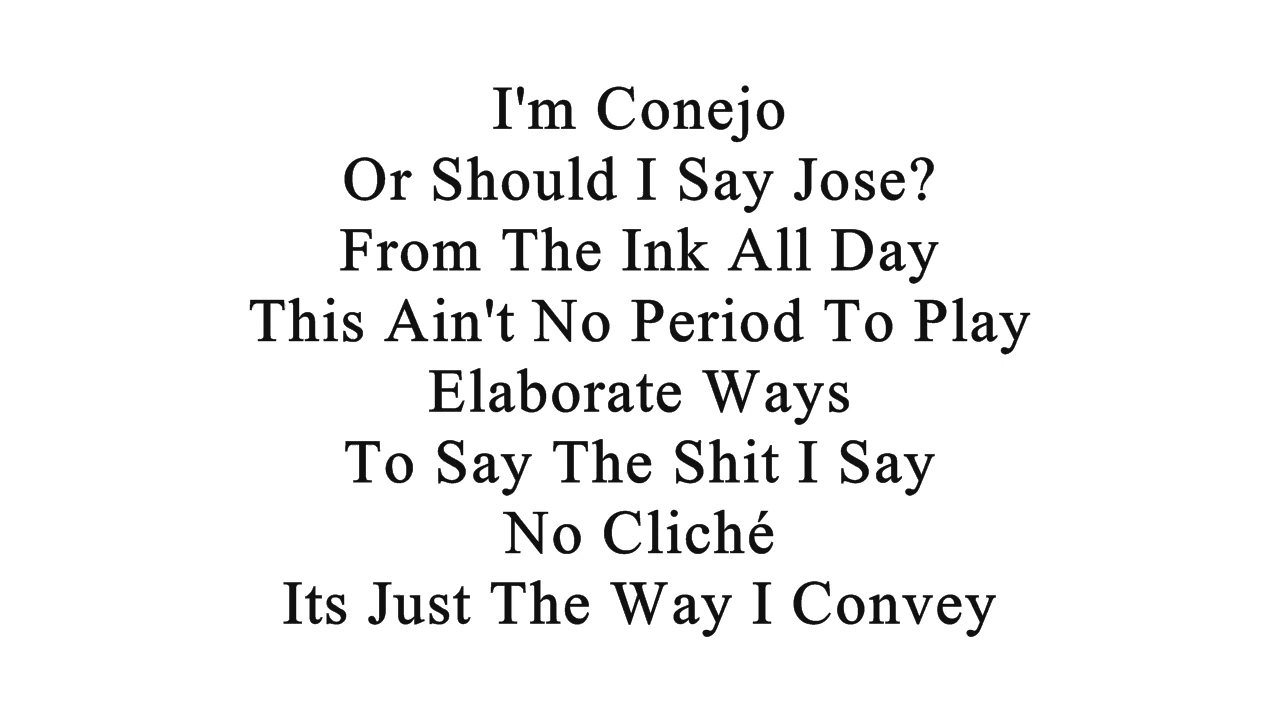 I'm Conejo
Or Should I Say Jose?
From The Ink All Day
This Ain't No Period To Play
Elaborate Ways
To Say The Shit I Say
No Cliché
Its Just The Way I Convey